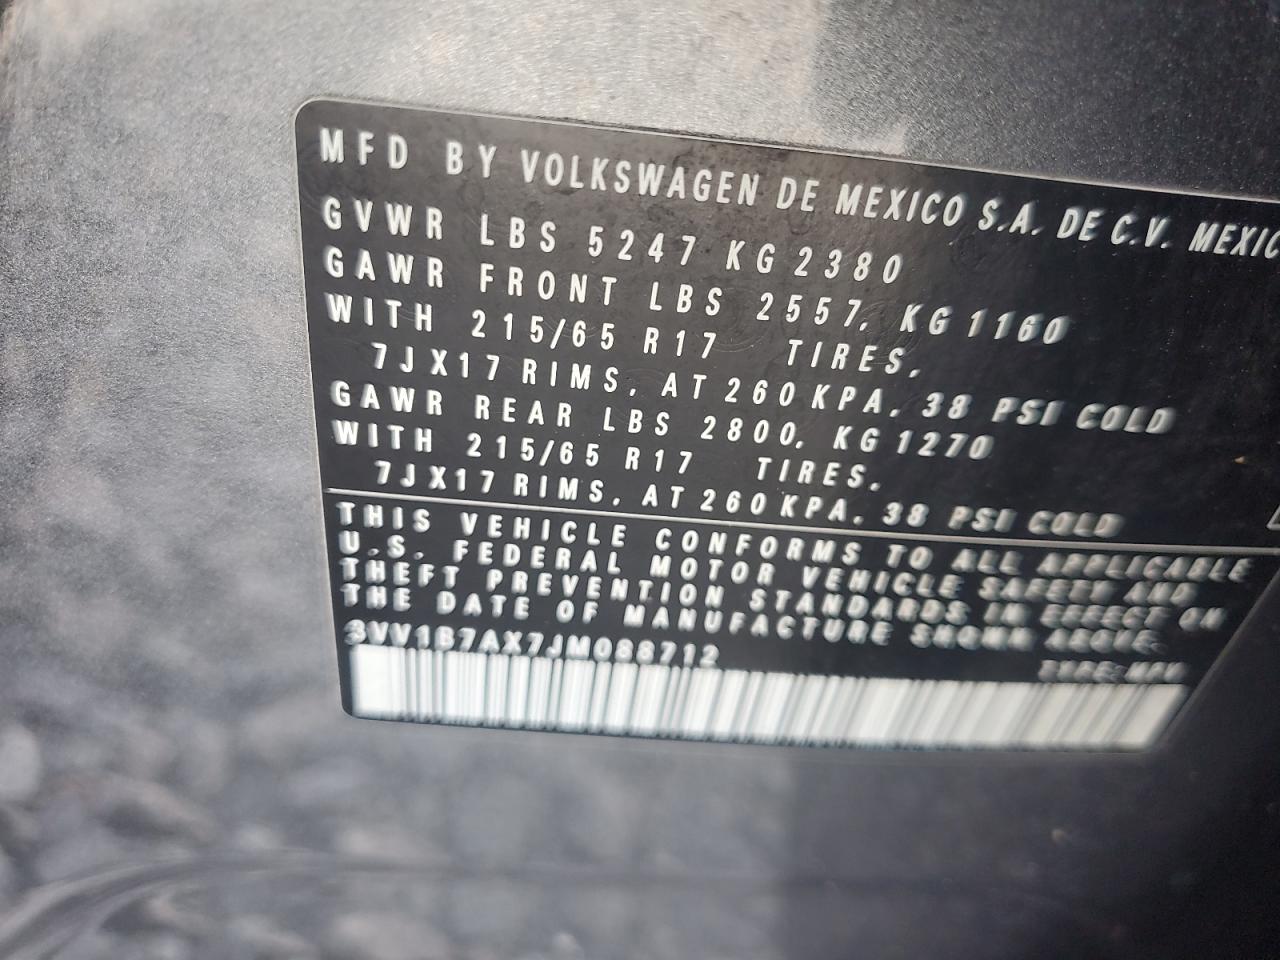 MFD BY VOLKSWAGEN DE MEXICO S.A. DE C.V. MEXIC
GVWR LBS 5247 KG 2380
GAWR FRONT LBS 2557, KG 1160
WITH 215/65 R17 TIRES,
7JX17 RIMS, AT 260 KPA, 38 PSI COLD
GAWR REAR LBS 2800, KG 1270
WITH 215/65 R17 TIRES,
7JX17 RIMS, AT 260 KPA, 38 PSI COLD
THIS VEHICLE CONFORMS TO ALL APPLICABLE
U.S. FEDERAL MOTOR VEHICLE SAFETY AND
THEFT PREVENTION STANDARDS IN EFFECT ON
THE DATE OF MANUFACTURE SHOWN ABOVE.
3VV1B7AX7JM088712
TYPE: MPV